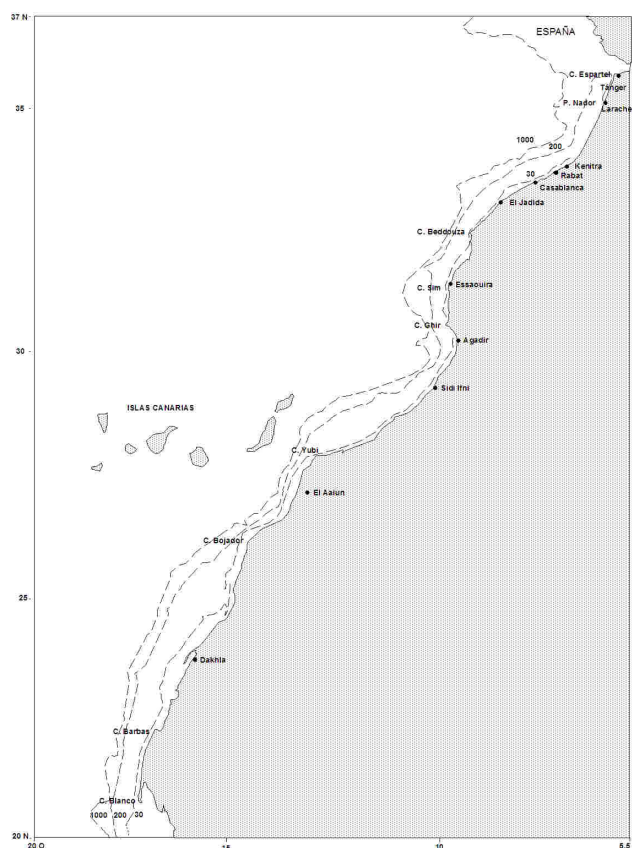 37 N
ESPAÑA
C. Espartel
Tánger
35
P. Nador
Larache
1000
200
Kenitra
30
Rabat
Casablanca
El Jadida
C. Beddouza
C. Sim
Essaouira
C. Ghir
30
Agadir
Sidi Ifni
ISLAS CANARIAS
C. Yubi
El Aaiun
C. Bojador
25
Dakhla
C. Barbas
C. Blanco
1000 200 30
20 N.
20 O 15 10 5.5